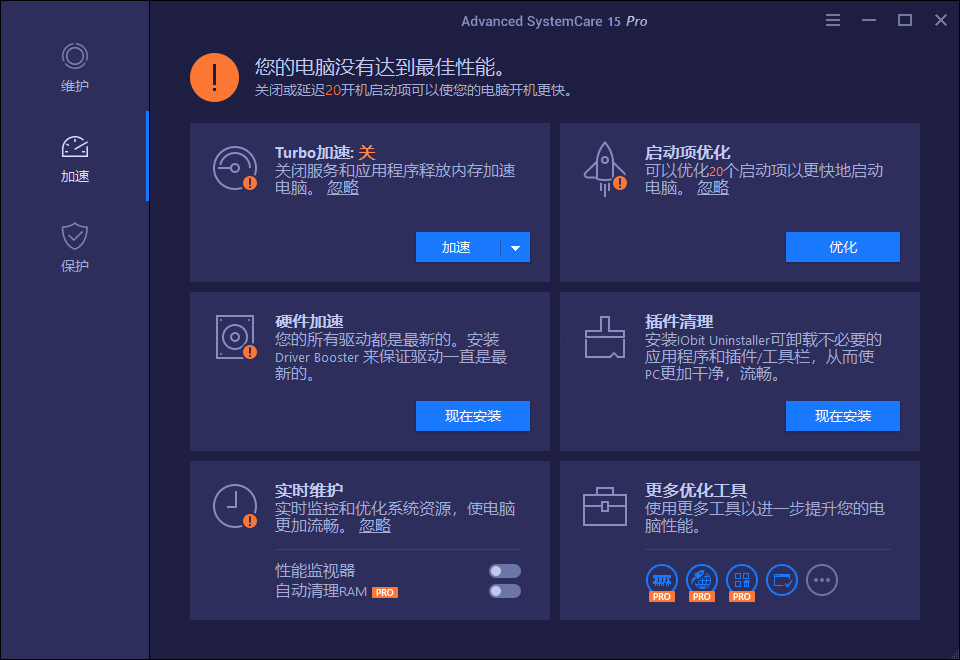 Advanced SystemCare 15 Pro
维护
加速
保护
您的电脑没有达到最佳性能。
关闭或延迟20开机启动项可以使您的电脑开机更快。
Turbo加速: 关
关闭服务和应用程序释放内存加速
电脑。 忽略
加速
启动项优化
可以优化20个启动项以更快地启动
电脑。 忽略
优化
硬件加速
您的所有驱动都是最新的。安装
Driver Booster 来保证驱动一直是最
新的。
现在安装
插件清理
安装IObit Uninstaller可卸载不必要的
应用程序和插件/工具栏，从而使
PC更加干净，流畅。
现在安装
实时维护
实时监控和优化系统资源，使电脑
更加流畅。 忽略
性能监视器
自动清理RAM PRO
更多优化工具
使用更多工具以进一步提升您的电
脑性能。
PRO PRO PRO